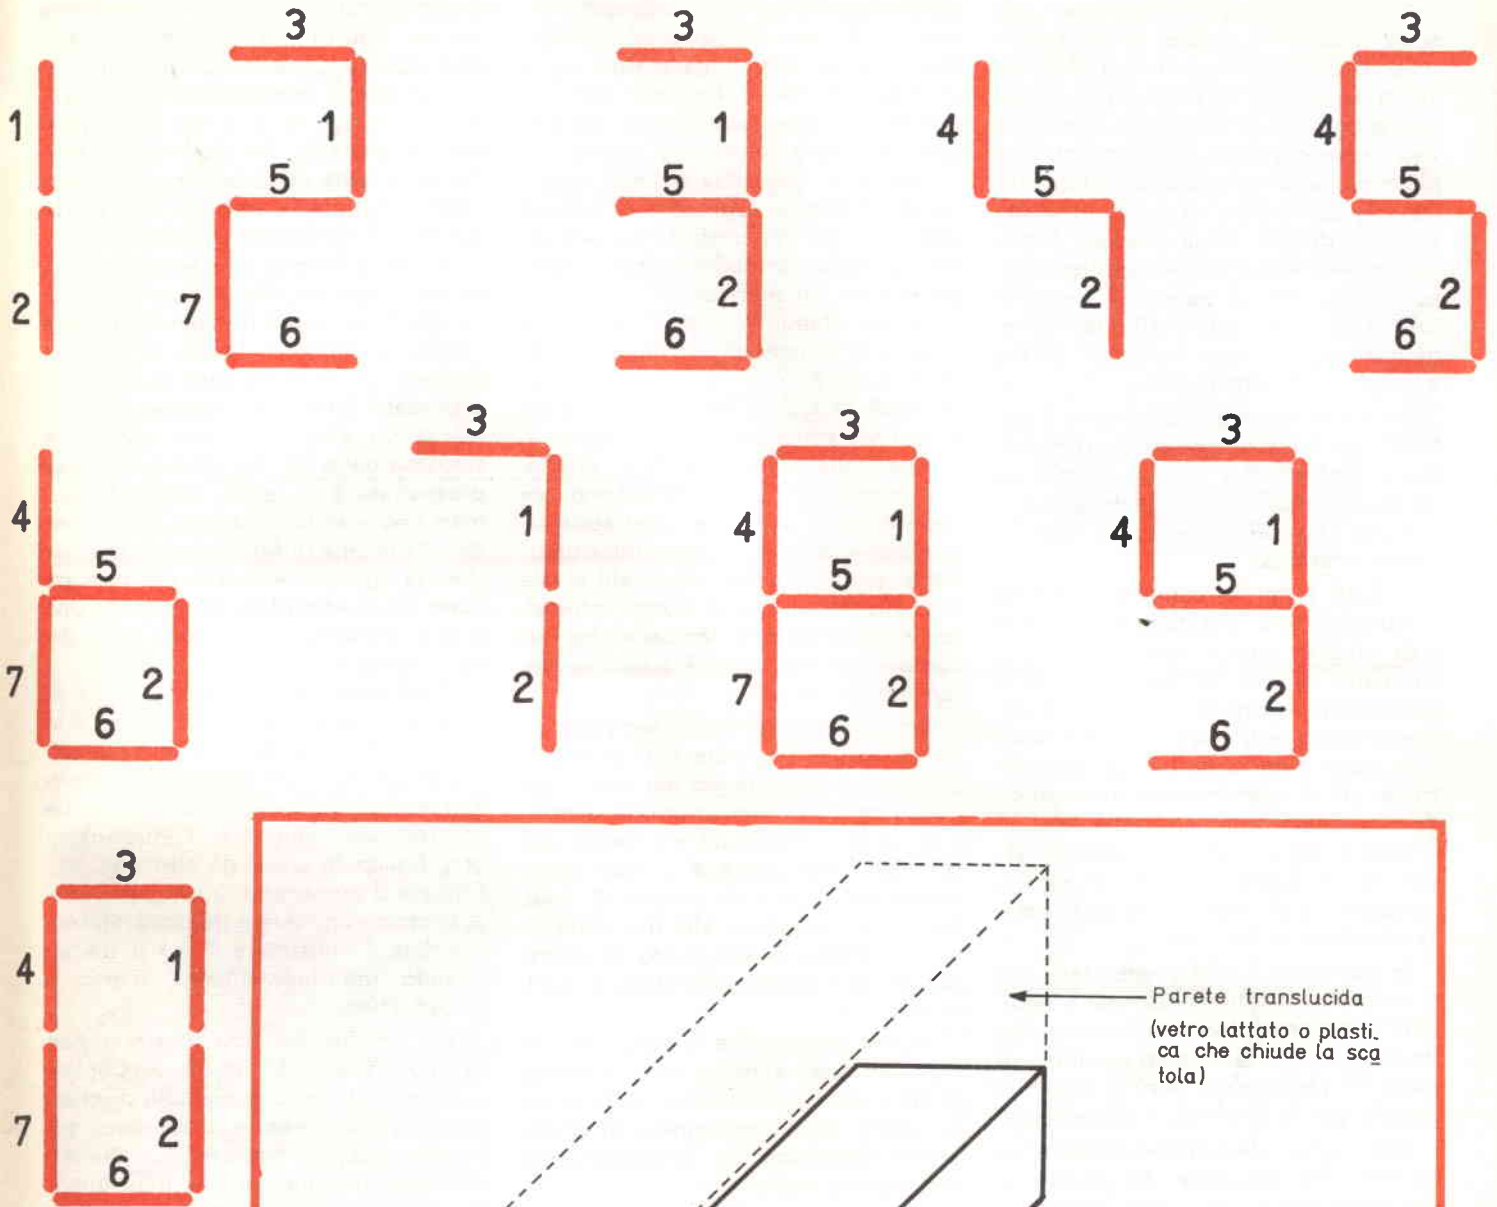 3 3 3
1 1 1 4 4
5 5 5 5
2 7 2 2 2
6 6 6
3 3 3
4 1 4 1 4 1
5 5 5
7 2 2 7 2 2
6 6 6
3
4 1
Parete translucida
(vetro lattato o plasti.
ca che chiude la sca
tola)
7 2
6